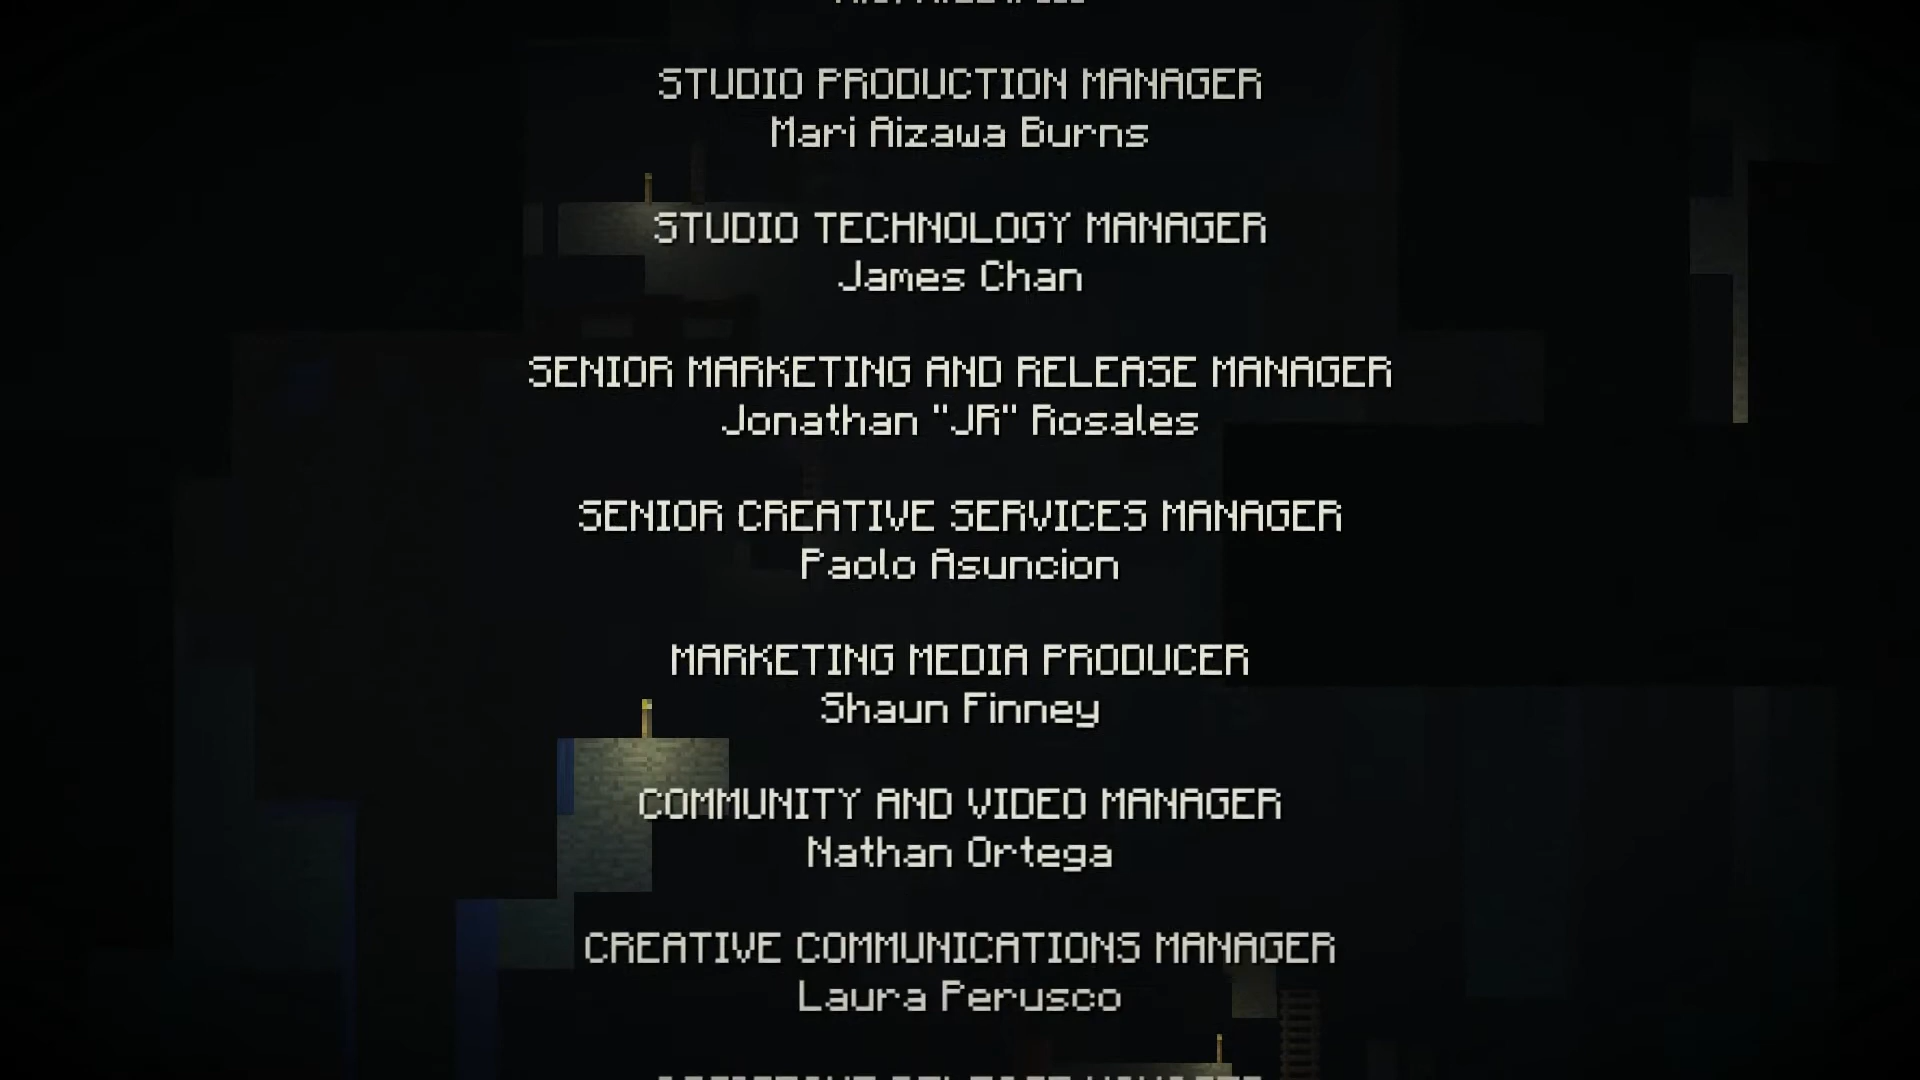 STUDIO PRODUCTION MANAGER
Mari Aizawa Burns
STUDIO TECHNOLOGY MANAGER
James Chan
SENIOR MARKETING AND RELEASE MANAGER
Jonathan "JR" Rosales
SENIOR CREATIVE SERVICES MANAGER
Paolo Asuncion
MARKETING MEDIA PRODUCER
Shaun Finney
COMMUNITY AND VIDEO MANAGER
Nathan Ortega
CREATIVE COMMUNICATIONS MANAGER
Laura Perusco